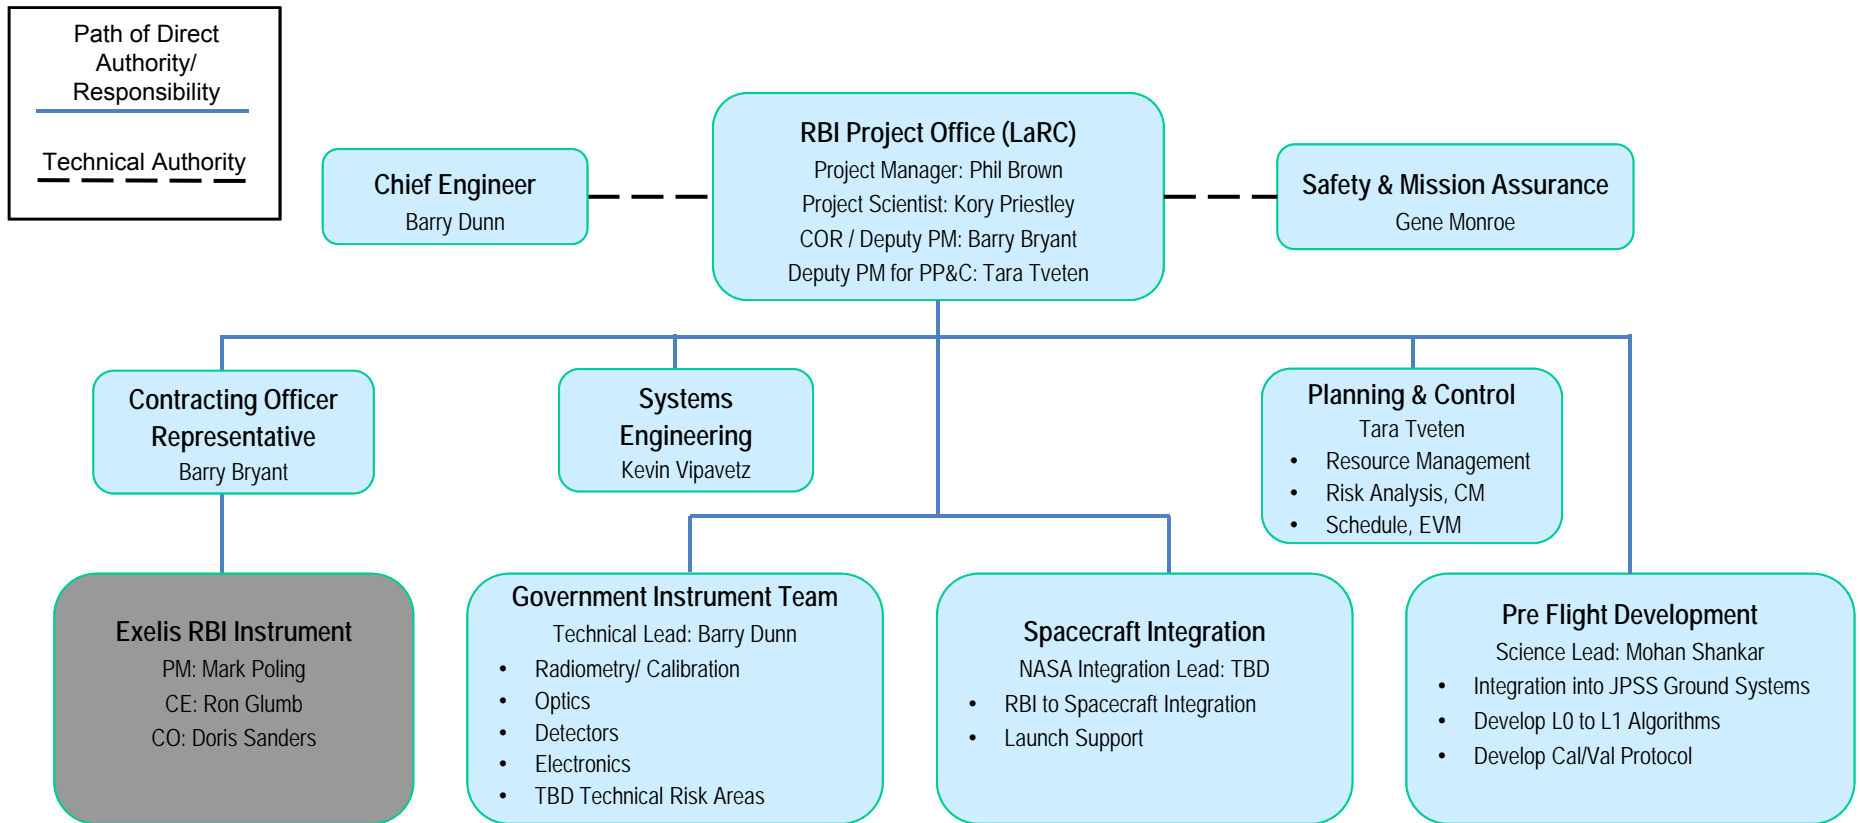 Path of Direct
Authority/
Responsibility
Technical Authority
Chief Engineer
Barry Dunn
RBI Project Office (LaRC)
Project Manager: Phil Brown
Project Scientist: Kory Priestley
COR / Deputy PM: Barry Bryant
Deputy PM for PP&C: Tara Tveten
Safety & Mission Assurance
Gene Monroe
Contracting Officer
Representative
Barry Bryant
Systems
Engineering
Kevin Vipavetz
Planning & Control
Tara Tveten
• Resource Management
• Risk Analysis, CM
• Schedule, EVM
Exelis RBI Instrument
PM: Mark Poling
CE: Ron Glumb
CO: Doris Sanders
Government Instrument Team
Technical Lead: Barry Dunn
• Radiometry/ Calibration
• Optics
• Detectors
• Electronics
• TBD Technical Risk Areas
Spacecraft Integration
NASA Integration Lead: TBD
• RBI to Spacecraft Integration
• Launch Support
Pre Flight Development
Science Lead: Mohan Shankar
• Integration into JPSS Ground Systems
• Develop L0 to L1 Algorithms
• Develop Cal/Val Protocol